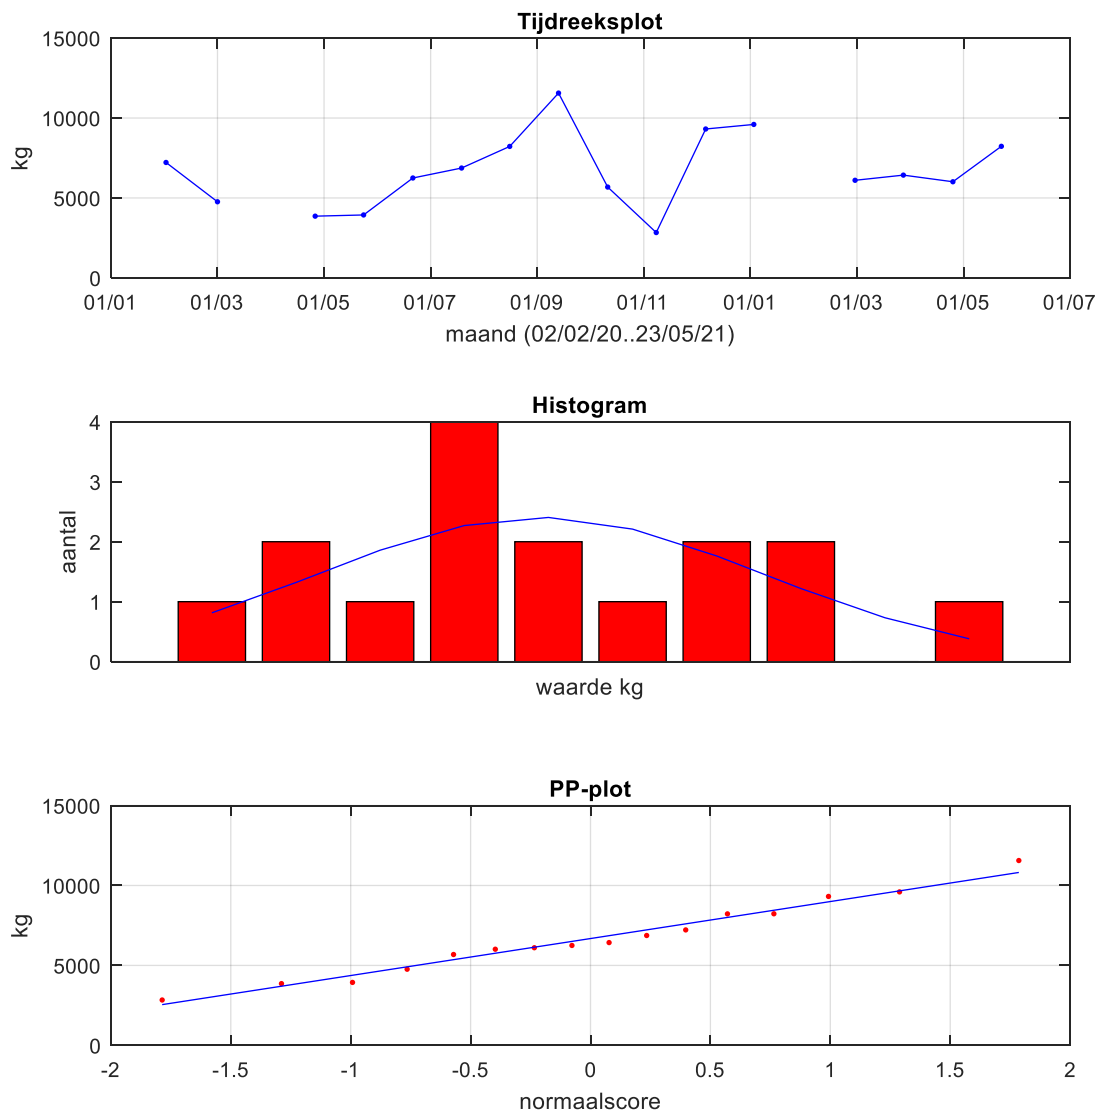 Tijdreeksplot
15000
10000
5000
0
kg
01/01 01/03 01/05 01/07 01/09 01/11 01/01 01/03 01/05 01/07
maand (02/02/20..23/05/21)
Histogram
4
3
2
1
0
aantal
waarde kg
PP-plot
15000
10000
5000
0
kg
-2 -1.5 -1 -0.5 0 0.5 1 1.5 2
normaalscore